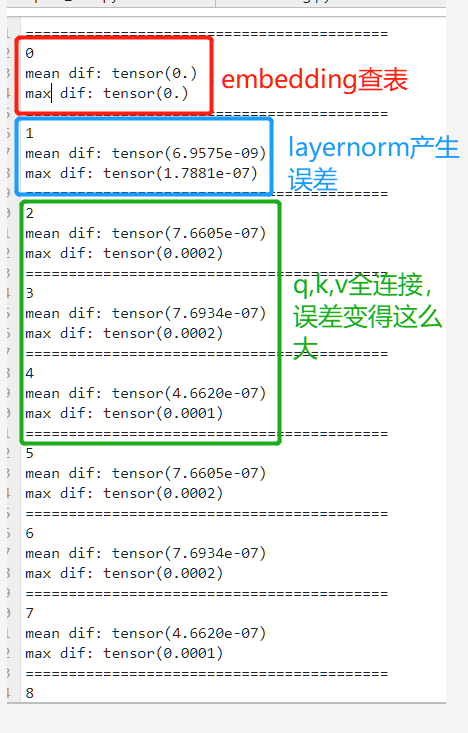 ========================================
0
mean dif: tensor(0.)
max dif: tensor(0.)
embedding查表
========================================
1
mean dif: tensor(6.9575e-09)
max dif: tensor(1.7881e-07)
layernorm产生
误差
========================================
2
mean dif: tensor(7.6605e-07)
max dif: tensor(0.0002)
========================================
3
mean dif: tensor(7.6934e-07)
max dif: tensor(0.0002)
========================================
4
mean dif: tensor(4.6620e-07)
max dif: tensor(0.0001)
q,k,v全连接，
误差变得这么
大
========================================
5
mean dif: tensor(7.6605e-07)
max dif: tensor(0.0002)
========================================
6
mean dif: tensor(7.6934e-07)
max dif: tensor(0.0002)
========================================
7
mean dif: tensor(4.6620e-07)
max dif: tensor(0.0001)
========================================
8